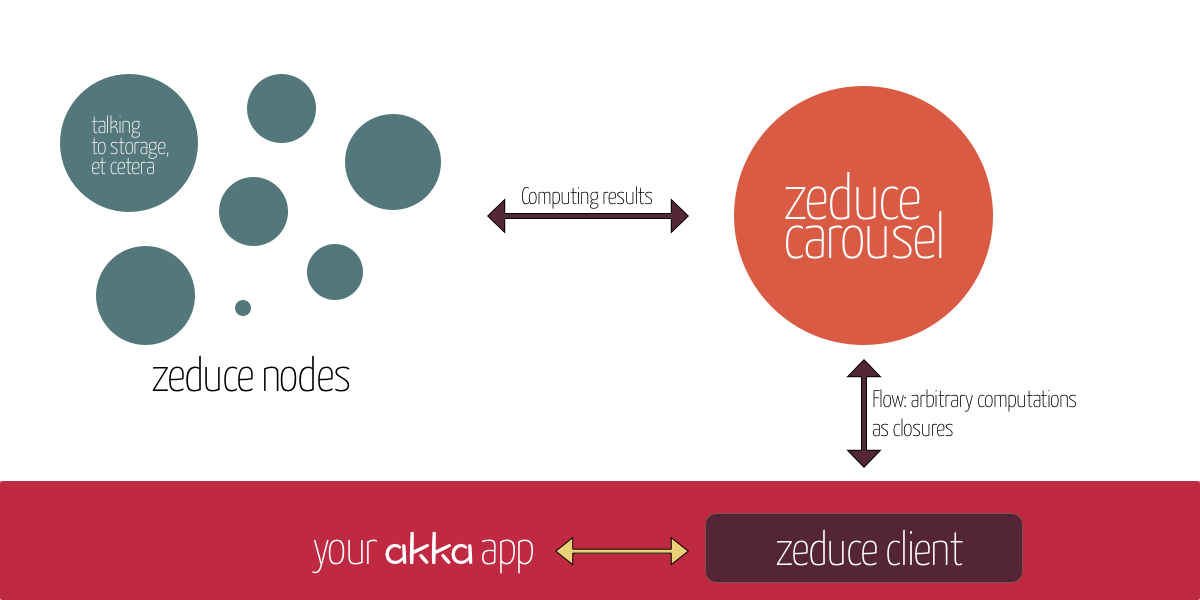 talking
to storage,
et cetera
zeduce nodes
Computing results
zeduce
carousel
Flow: arbitrary computations
as closures
your akka app
zeduce client